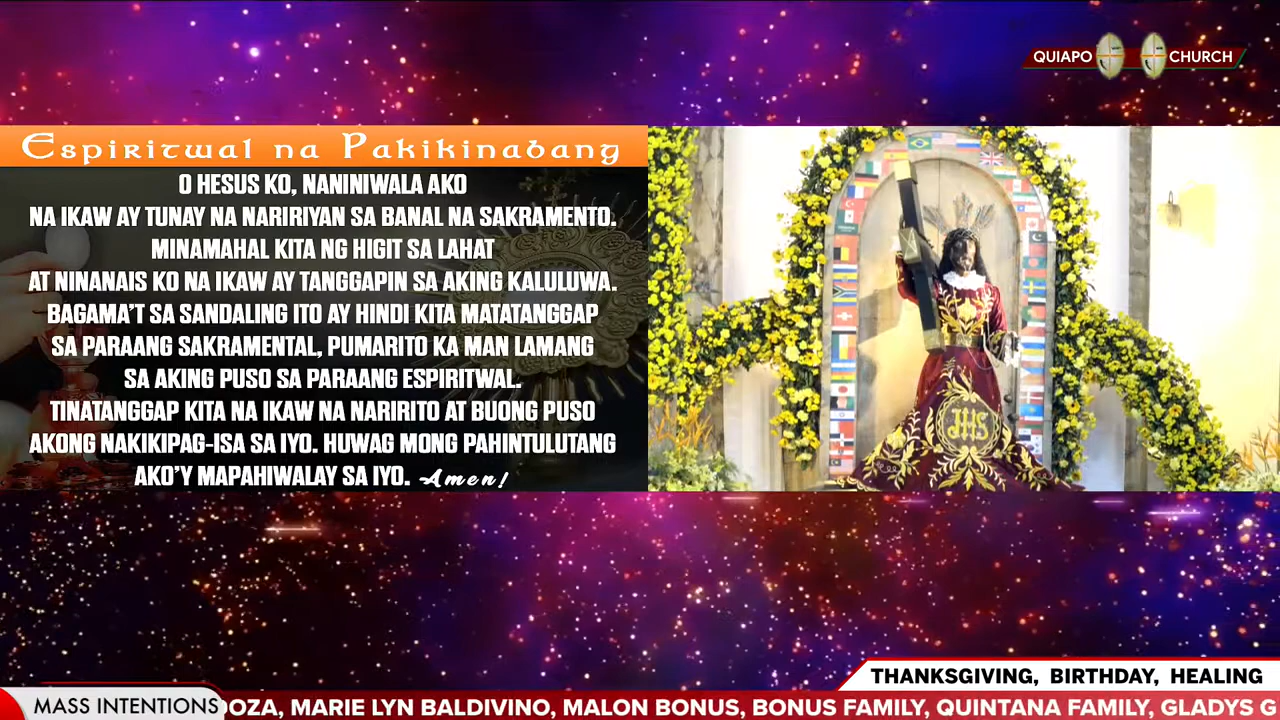 QUIAPO CHURCH
Espiritwal na Pakikinabang
O HESUS KO, NANINIWALA AKO
NA IKAW AY TUNAY NA NARIRIYAN SA BANAL NA SAKRAMENTO.
MINAMAHAL KITA NG HIGIT SA LAHAT
AT NINANAIS KO NA IKAW AY TANGGAPIN SA AKING KALULUWA.
BAGAMA'T SA SANDALING ITO AY HINDI KITA MATATANGGAP
SA PARAANG SAKRAMENTAL, PUMARITO KA MAN LAMANG
SA AKING PUSO SA PARAANG ESPIRITWAL.
TINATANGGAP KITA NA IKAW NA NARIRITO AT BUONG PUSO
AKONG NAKIKIPAG-ISA SA IYO. HUWAG MONG PAHINTULUTANG
AKO'Y MAPAHIWALAY SA IYO. Amen!
JHS
THANKSGIVING, BIRTHDAY, HEALING
MASS INTENTIONS
DOZA, MARIE LYN BALDIVINO, MALON BONUS, BONUS FAMILY, QUINTANA FAMILY, GLADYS G